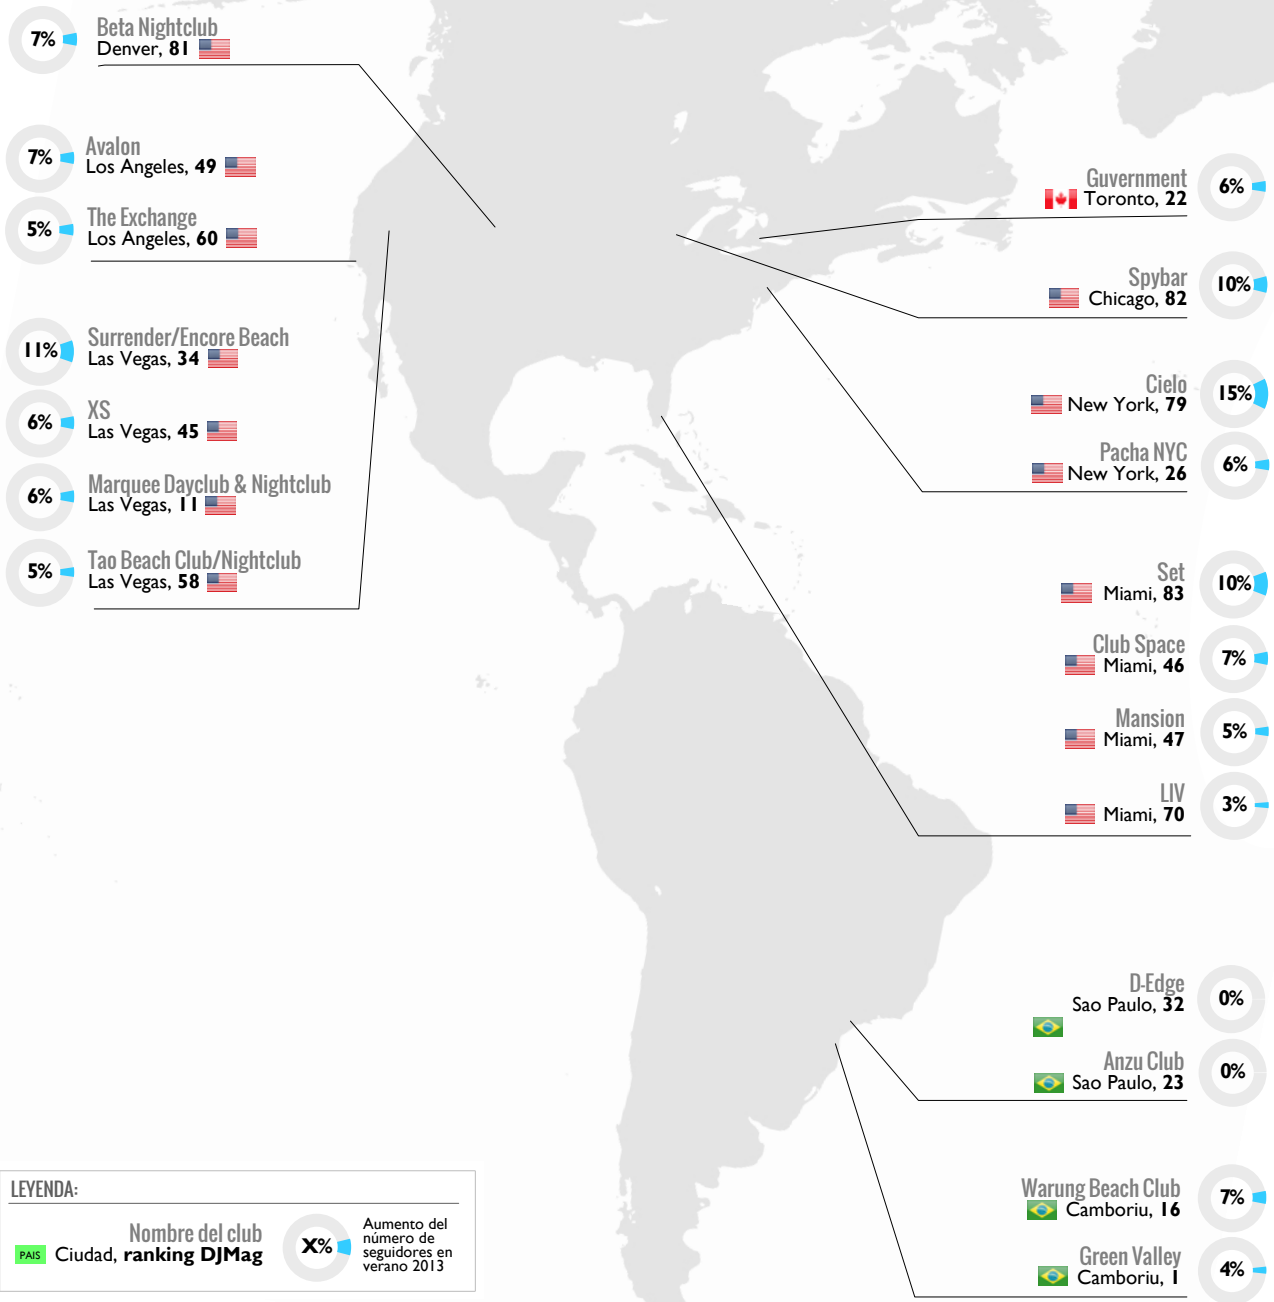 7%
Beta Nightclub
Denver, 81
7%
Avalon
Los Angeles, 49
5%
The Exchange
Los Angeles, 60
11%
Surrender/Encore Beach
Las Vegas, 34
6%
XS
Las Vegas, 45
6%
Marquee Dayclub & Nightclub
Las Vegas, 11
5%
Tao Beach Club/Nightclub
Las Vegas, 58
Guvernment
Toronto, 22
6%
Spybar
Chicago, 82
10%
Cielo
New York, 79
15%
Pacha NYC
New York, 26
6%
Set
Miami, 83
10%
Club Space
Miami, 46
7%
Mansion
Miami, 47
5%
LIV
Miami, 70
3%
D-Edge
Sao Paulo, 32
0%
Anzu Club
Sao Paulo, 23
0%
Warung Beach Club
Camboriu, 16
7%
Green Valley
Camboriu, 1
4%
LEYENDA:
Nombre del club
PAIS Ciudad, ranking DJMag
X%
Aumento del
número de
seguidores en
verano 2013